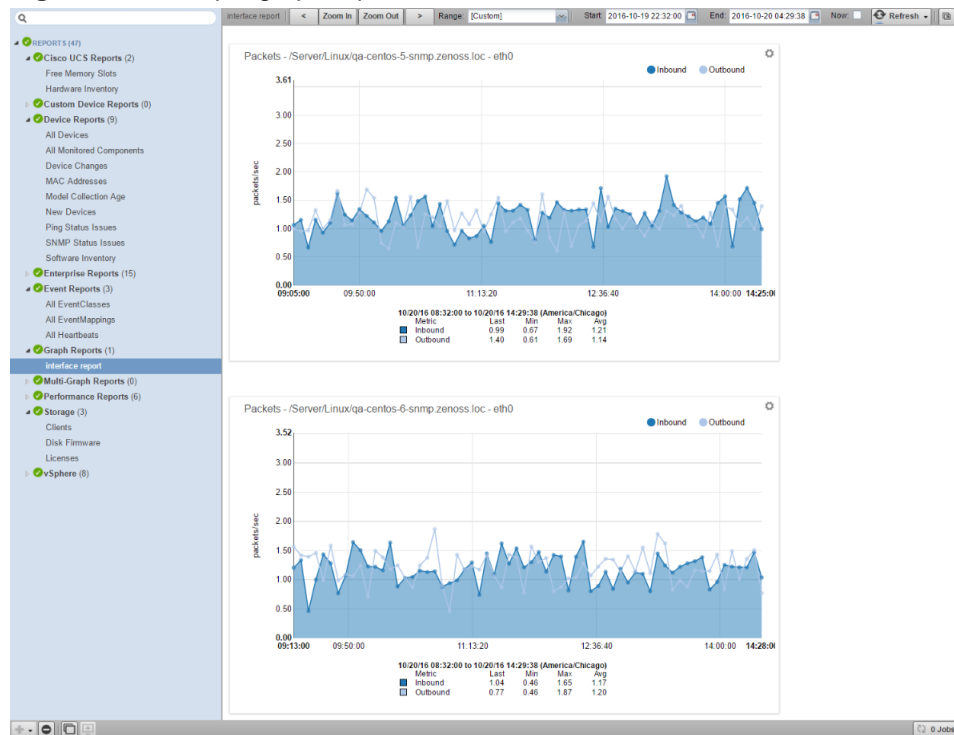 interface report < Zoom In Zoom Out > Range: [Custom] Start: 2016-10-19 22:32:00 End: 2016-10-20 04:29:38 Now: Refresh
REPORTS (47)
Cisco UCS Reports (2)
Free Memory Slots
Hardware Inventory
Custom Device Reports (0)
Device Reports (9)
All Devices
All Monitored Components
Device Changes
MAC Addresses
Model Collection Age
New Devices
Ping Status Issues
SNMP Status Issues
Software Inventory
Enterprise Reports (15)
Event Reports (3)
All EventClasses
All EventMappings
All Heartbeats
Graph Reports (1)
interface report
Multi-Graph Reports (0)
Performance Reports (6)
Storage (3)
Clients
Disk Firmware
Licenses
vSphere (8)
Packets - /Server/Linux/qa-centos-5-snmp.zenoss.loc - eth0
Inbound Outbound
3.61
3.00
2.50
2.00
1.50
1.00
0.50
0.00
packets/sec
09:05:00 09:50:00 11:13:20 12:36:40 14:00:00 14:25:00
10/20/16 08:32:00 to 10/20/16 14:29:38 (America/Chicago)
Metric Last Min Max Avg
Inbound 0.99 0.67 1.92 1.21
Outbound 1.40 0.61 1.69 1.14
Packets - /Server/Linux/qa-centos-6-snmp.zenoss.loc - eth0
Inbound Outbound
3.52
3.00
2.50
2.00
1.50
1.00
0.50
0.00
packets/sec
09:13:00 09:50:00 11:13:20 12:36:40 14:00:00 14:28:00
10/20/16 08:32:00 to 10/20/16 14:29:38 (America/Chicago)
Metric Last Min Max Avg
Inbound 1.04 0.46 1.65 1.17
Outbound 0.77 0.46 1.87 1.20
0 Jobs